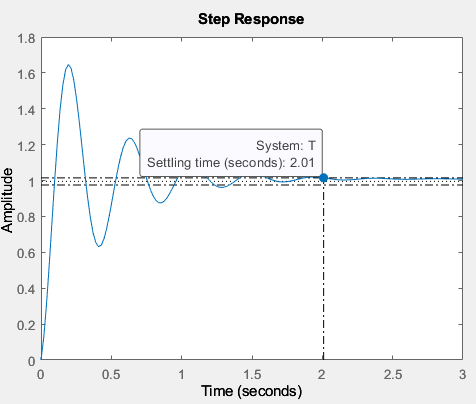 Step Response
1.8
1.6
1.4
1.2
1
0.8
0.6
0.4
0.2
0
Amplitude
System: T
Settling time (seconds): 2.01
0 0.5 1 1.5 2 2.5 3
Time (seconds)